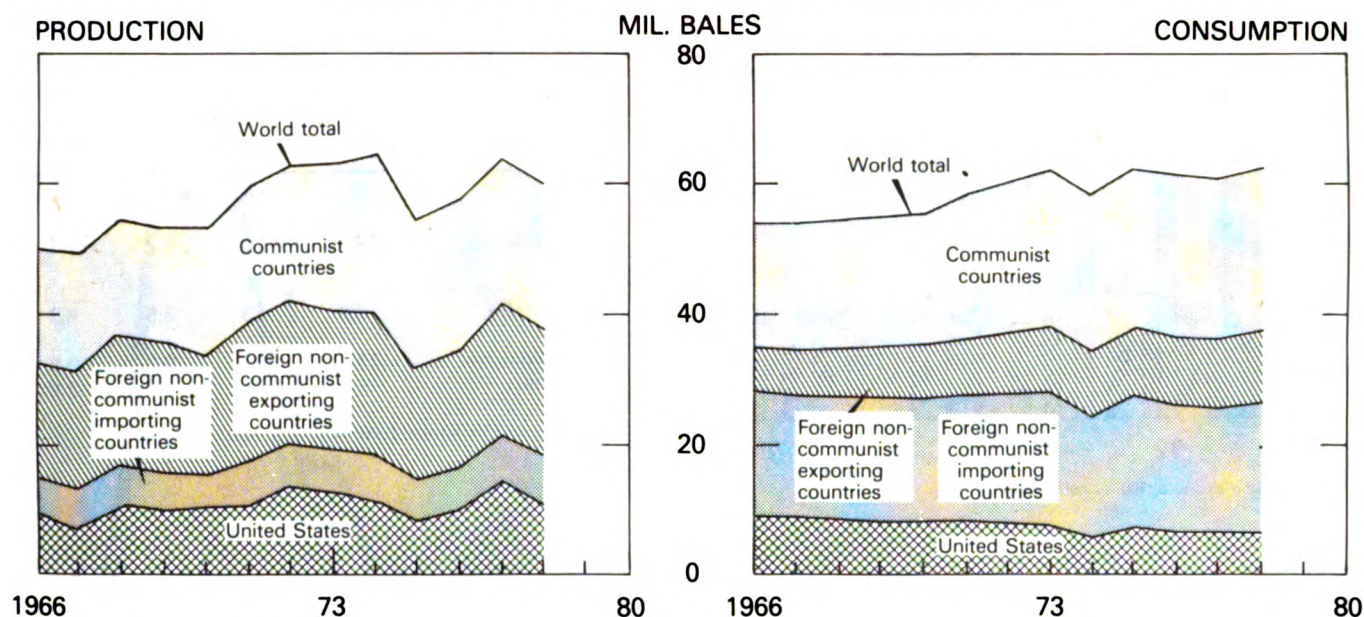 PRODUCTION
MIL. BALES
CONSUMPTION
80
60
40
20
0
World total
Communist
countries
Foreign non-
communist
importing
countries
Foreign non-
communist
exporting
countries
United States
1966
73
80
World total
Communist
countries
Foreign non-
communist
exporting
countries
Foreign non-
communist
importing
countries
United States
1966
73
80